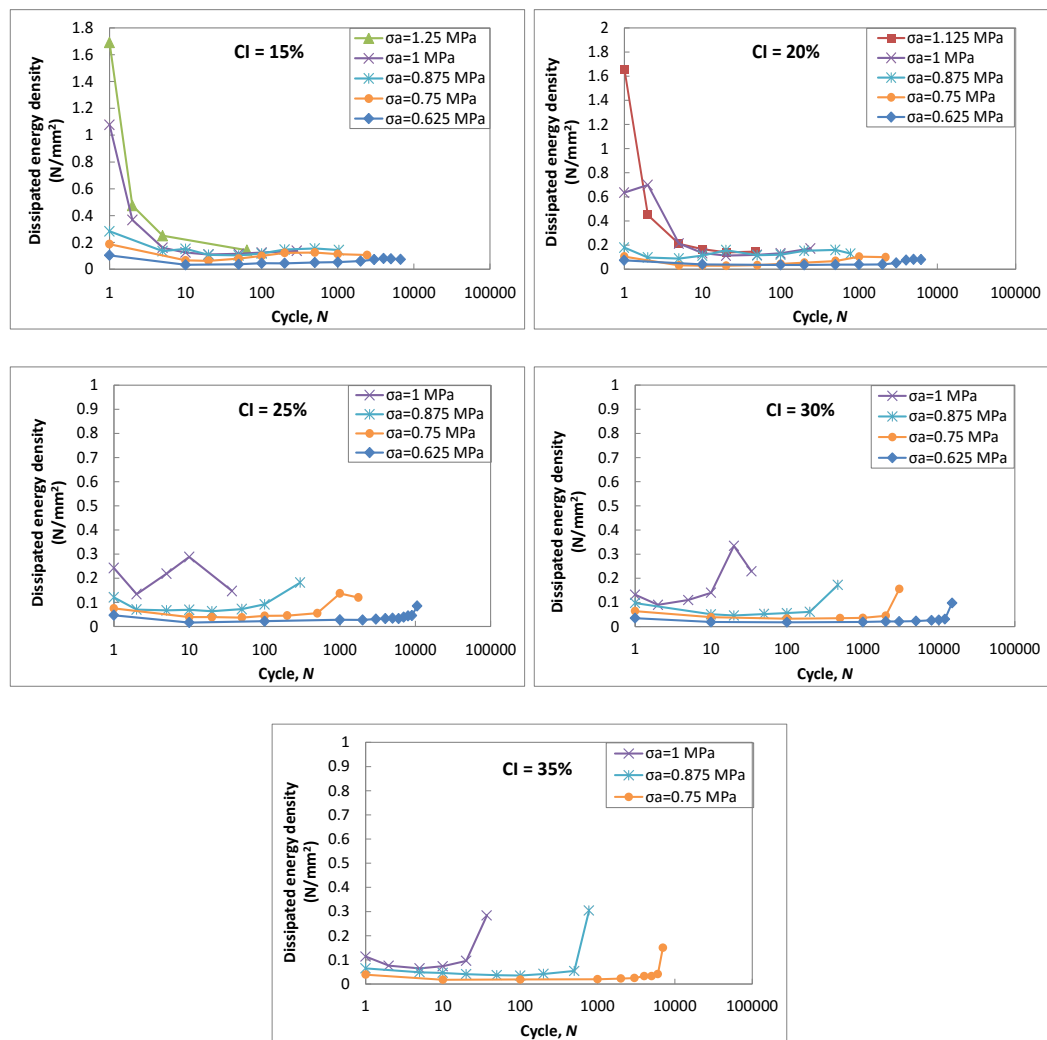 CI = 15%
σa=1.25 MPa
σa=1 MPa
σa=0.875 MPa
σa=0.75 MPa
σa=0.625 MPa
Dissipated energy density
(N/mm²)
1.8
1.6
1.4
1.2
1
0.8
0.6
0.4
0.2
0
1 10 100 1000 10000 100000
Cycle, N
CI = 20%
σa=1.125 MPa
σa=1 MPa
σa=0.875 MPa
σa=0.75 MPa
σa=0.625 MPa
Dissipated energy density
(N/mm²)
2
1.8
1.6
1.4
1.2
1
0.8
0.6
0.4
0.2
0
1 10 100 1000 10000 100000
Cycle, N
CI = 25%
σa=1 MPa
σa=0.875 MPa
σa=0.75 MPa
σa=0.625 MPa
Dissipated energy density
(N/mm²)
1
0.9
0.8
0.7
0.6
0.5
0.4
0.3
0.2
0.1
0
1 10 100 1000 10000 100000
Cycle, N
CI = 30%
σa=1 MPa
σa=0.875 MPa
σa=0.75 MPa
σa=0.625 MPa
Dissipated energy density
(N/mm²)
1
0.9
0.8
0.7
0.6
0.5
0.4
0.3
0.2
0.1
0
1 10 100 1000 10000 100000
Cycle, N
CI = 35%
σa=1 MPa
σa=0.875 MPa
σa=0.75 MPa
Dissipated energy density
(N/mm²)
1
0.9
0.8
0.7
0.6
0.5
0.4
0.3
0.2
0.1
0
1 10 100 1000 10000 100000
Cycle, N